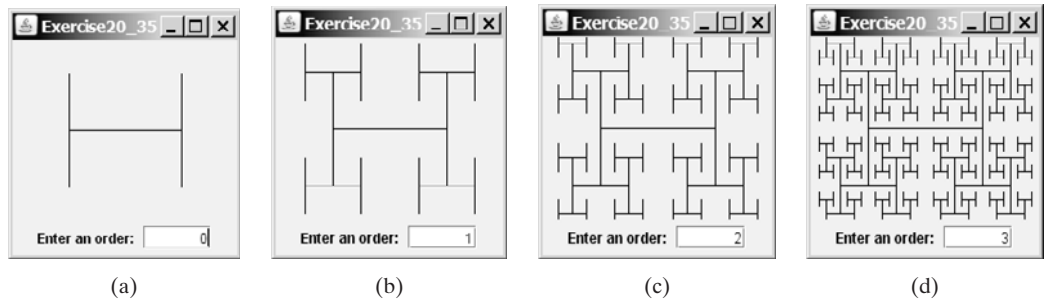 Exercise20_35
Enter an order: 0
(a)
Exercise20_35
Enter an order: 1
(b)
Exercise20_35
Enter an order: 2
(c)
Exercise20_35
Enter an order: 3
(d)